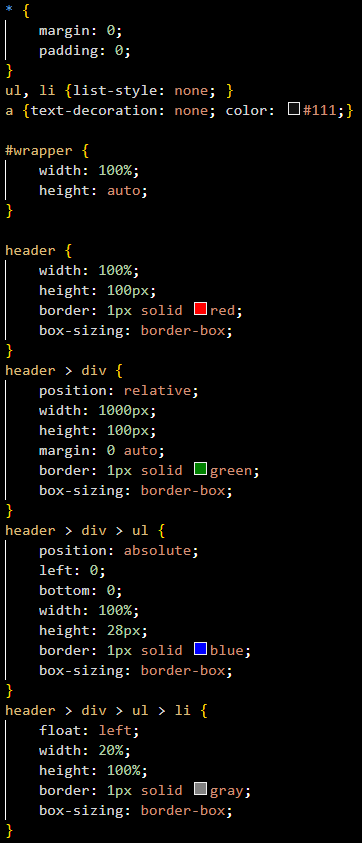 * {
margin: 0;
padding: 0;
}
ul, li {list-style: none; }
a {text-decoration: none; color: #111;}
#wrapper {
width: 100%;
height: auto;
}
header {
width: 100%;
height: 100px;
border: 1px solid red;
box-sizing: border-box;
}
header > div {
position: relative;
width: 1000px;
height: 100px;
margin: 0 auto;
border: 1px solid green;
box-sizing: border-box;
}
header > div > ul {
position: absolute;
left: 0;
bottom: 0;
width: 100%;
height: 28px;
border: 1px solid blue;
box-sizing: border-box;
}
header > div > ul > li {
float: left;
width: 20%;
height: 100%;
border: 1px solid gray;
box-sizing: border-box;
}